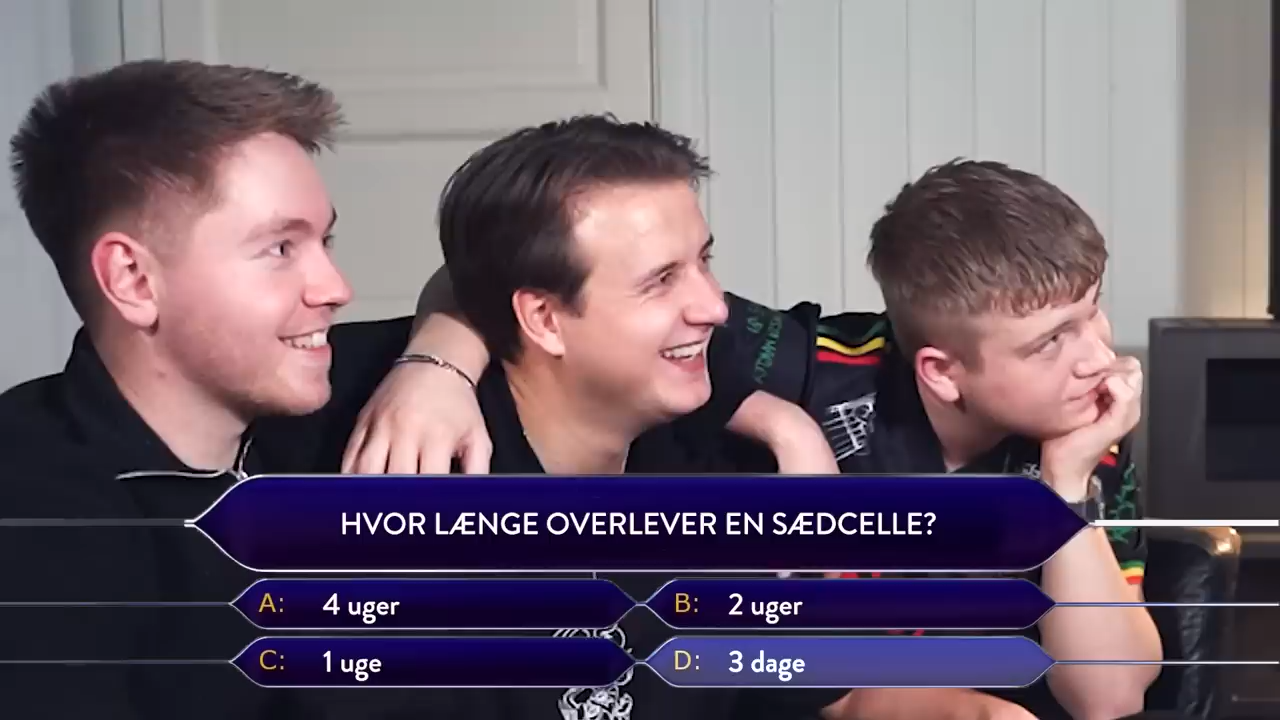 HVOR LÆNGE OVERLEVER EN SÆDCELLE?
A: 4 uger
B: 2 uger
C: 1 uge
D: 3 dage